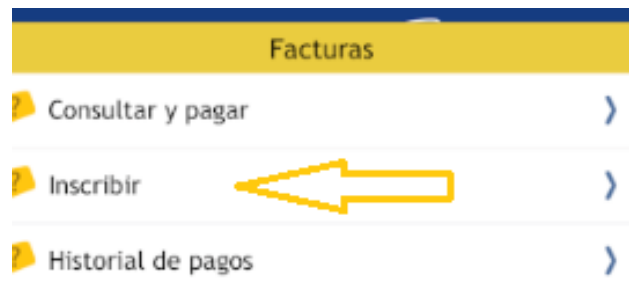 Facturas
Consultar y pagar
Inscribir
Historial de pagos